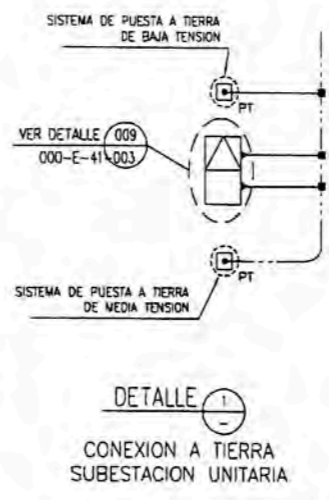 SISTEMA DE PUESTA A TIERRA
DE BAJA TENSION
PT
VER DETALLE 009
000-E-41-003
PT
SISTEMA DE PUESTA A TIERRA
DE MEDIA TENSION
DETALLE 1
-
CONEXION A TIERRA
SUBESTACION UNITARIA